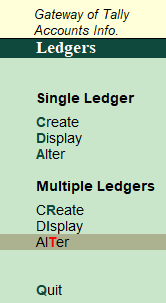 Gateway of Tally
Accounts Info.
Ledgers
Single Ledger
Create
Display
Alter
Multiple Ledgers
CReate
DIsplay
AlTer
Quit